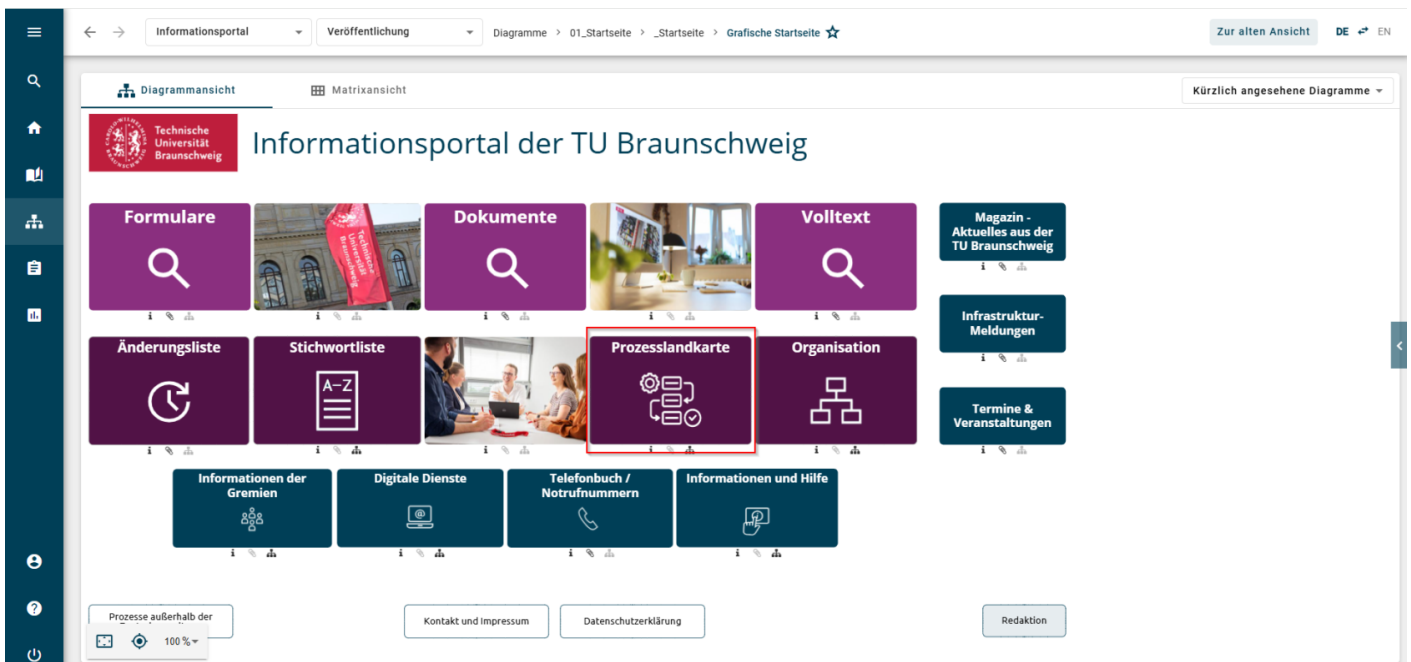 Informationsportal
Veröffentlichung
Diagramme > 01_Startseite > _Startseite > Grafische Startseite
Zur alten Ansicht
DE
EN
Diagrammansicht
Matrixansicht
Kürzlich angesehene Diagramme
Technische
Universität
Braunschweig
Informationsportal der TU Braunschweig
Formulare
Technische
Universität
Braunschweig
Dokumente
Volltext
Magazin -
Aktuelles aus der
TU Braunschweig
Infrastruktur-
Meldungen
Änderungsliste
Stichwortliste
A–Z
Prozesslandkarte
Organisation
Termine &
Veranstaltungen
Informationen der
Gremien
Digitale Dienste
Telefonbuch /
Notrufnummern
Informationen und Hilfe
Prozesse außerhalb der
Kontakt und Impressum
Datenschutzerklärung
Redaktion
100 %